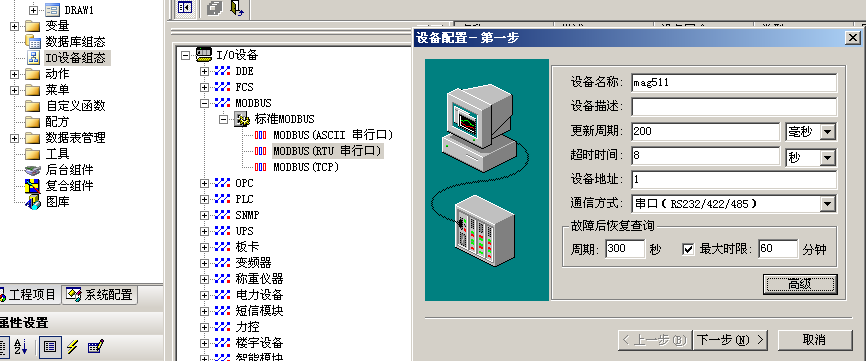 DRAW1
变量
数据库组态
IO设备组态
动作
菜单
自定义函数
配方
数据表管理
工具
后台组件
复合组件
图库
工程项目
系统配置
属性设置
I/O设备
DDE
FCS
MODBUS
标准MODBUS
MODBUS(ASCII 串行口)
MODBUS(RTU 串行口)
MODBUS(TCP)
OPC
PLC
SNMP
UPS
板卡
变频器
称重仪器
电力设备
短信模块
力控
楼宇设备
智能模块
设备配置－第一步
设备名称: mag511
设备描述:
更新周期: 200 毫秒
超时时间: 8 秒
设备地址: 1
通信方式: 串口（RS232/422/485）
故障后恢复查询
周期: 300 秒 最大时限: 60 分钟
高级
<上一步(B) 下一步(N)> 取消